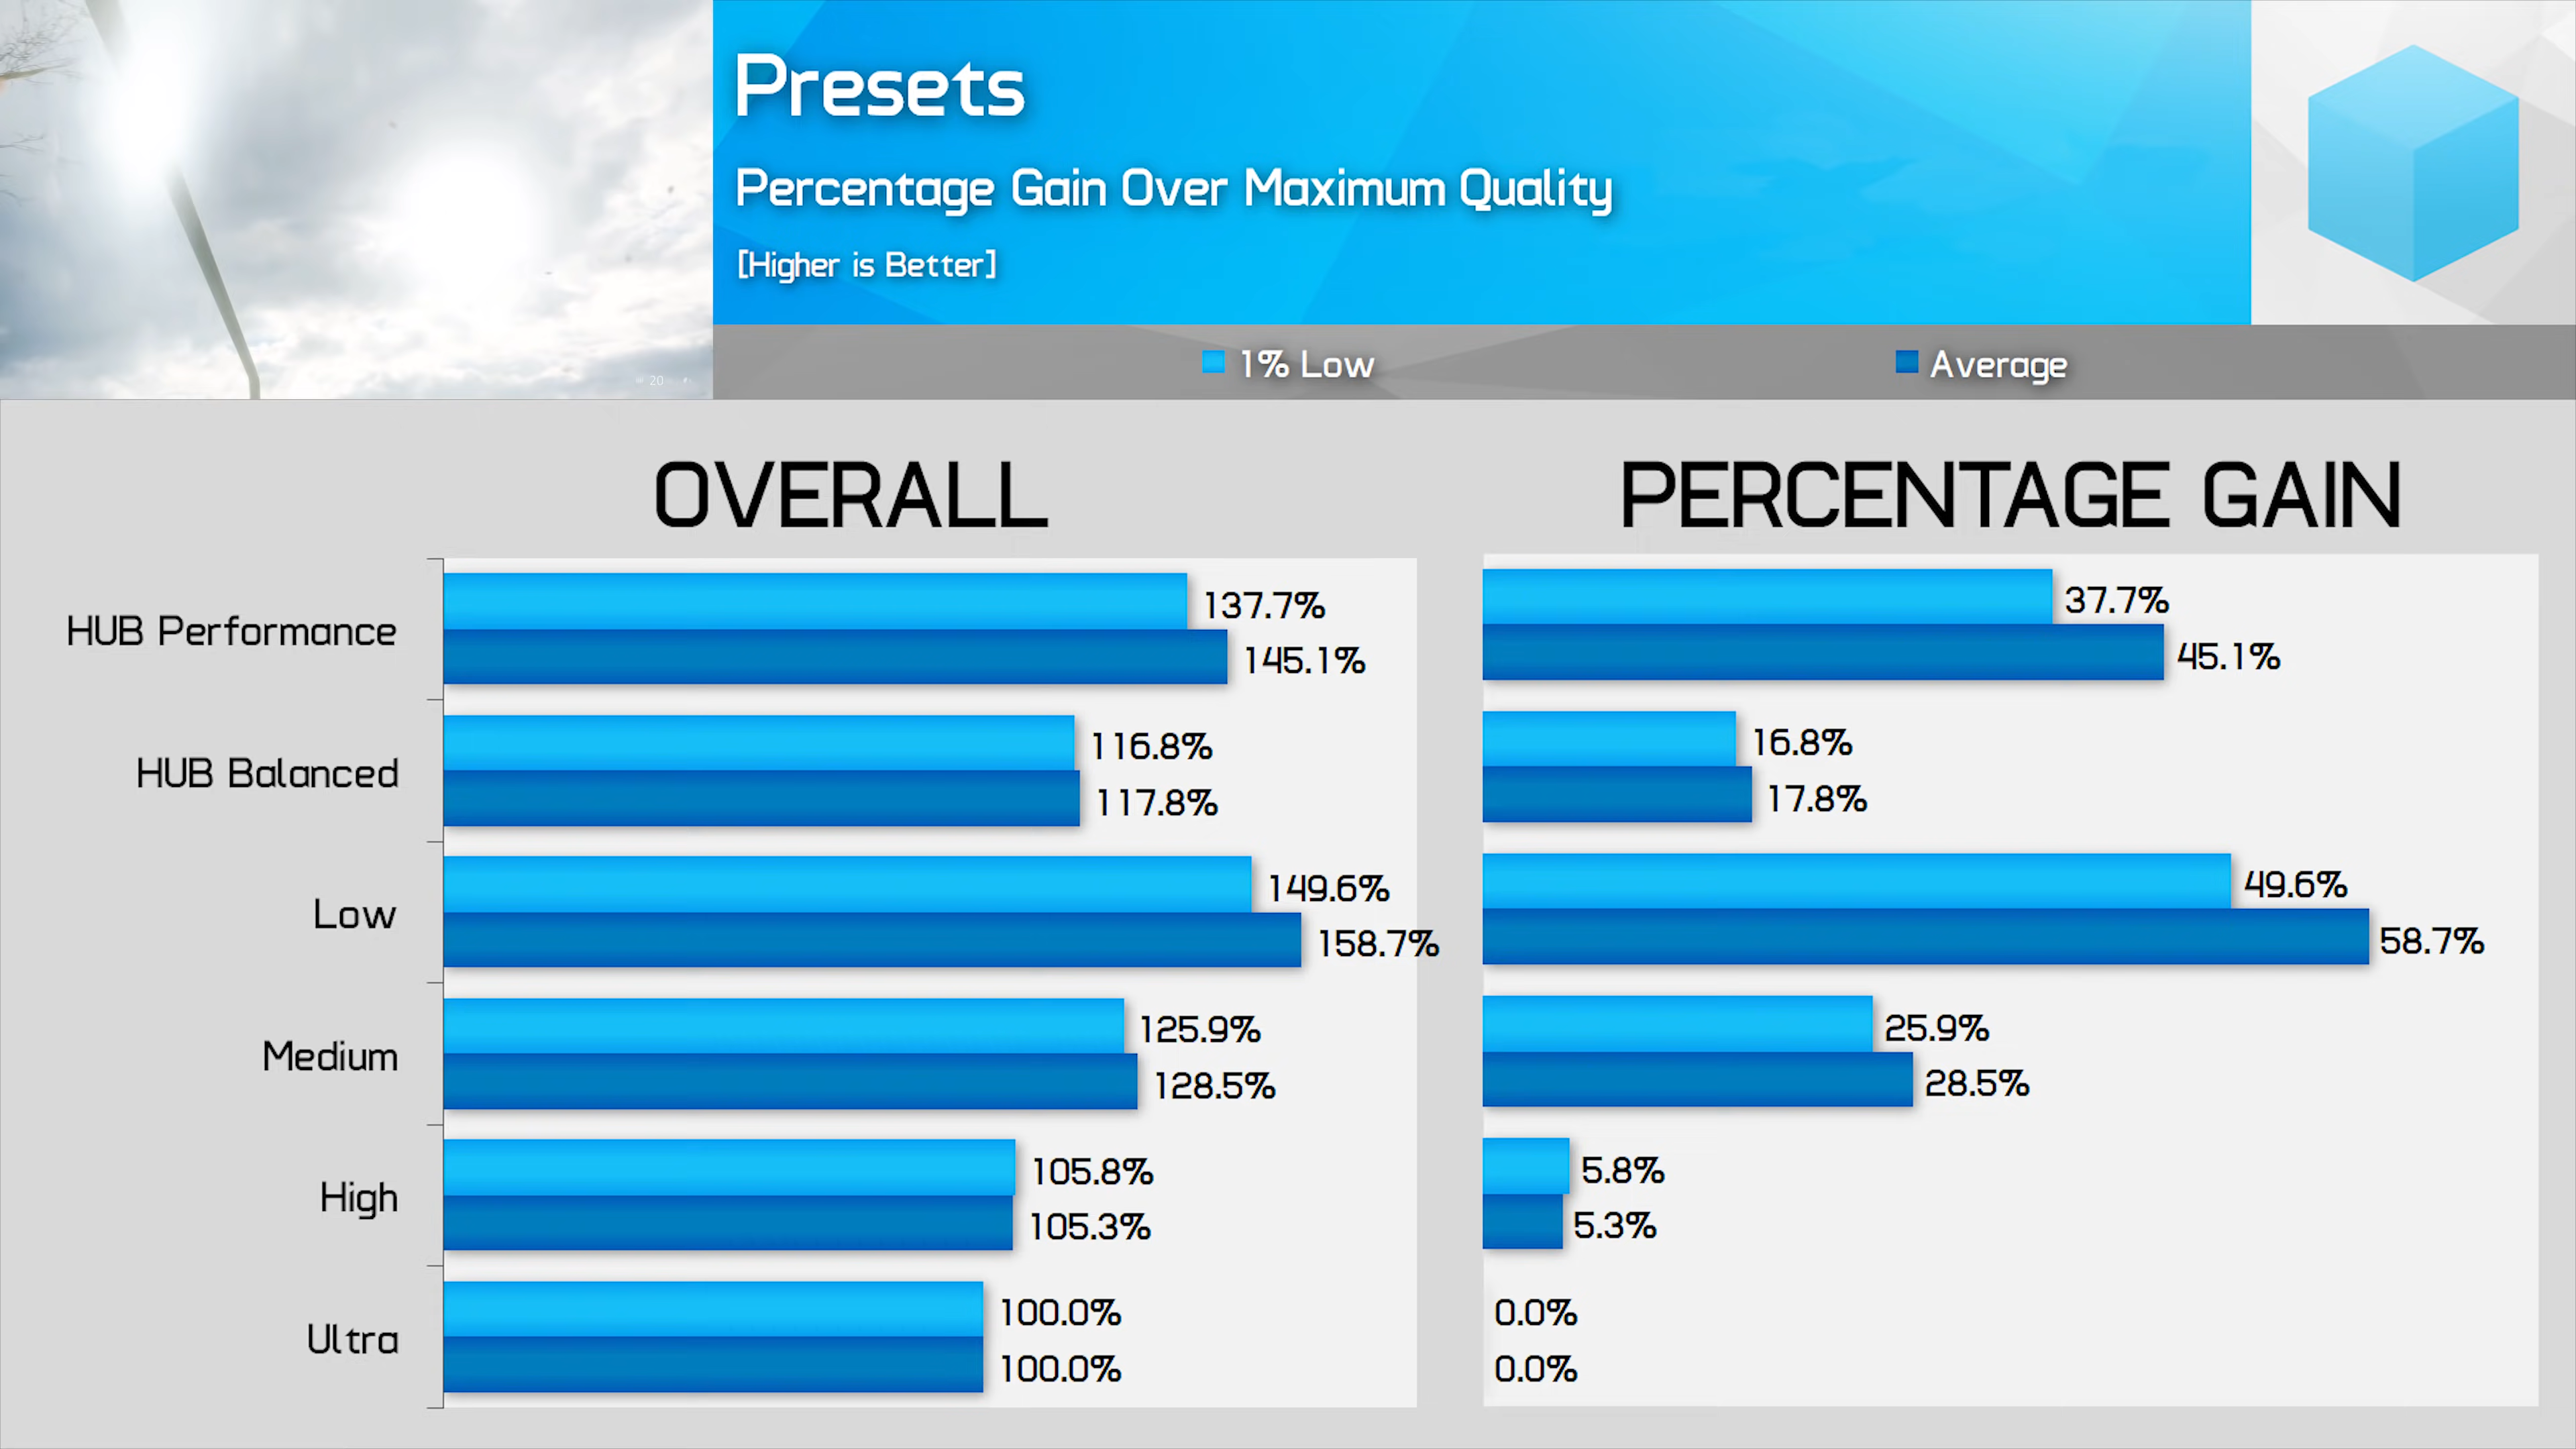 Presets
Percentage Gain Over Maximum Quality
[Higher is Better]
20
1% Low
Average
OVERALL
PERCENTAGE GAIN
HUB Performance
137.7%
145.1%
37.7%
45.1%
HUB Balanced
116.8%
117.8%
16.8%
17.8%
Low
149.6%
158.7%
49.6%
58.7%
Medium
125.9%
128.5%
25.9%
28.5%
High
105.8%
105.3%
5.8%
5.3%
Ultra
100.0%
100.0%
0.0%
0.0%